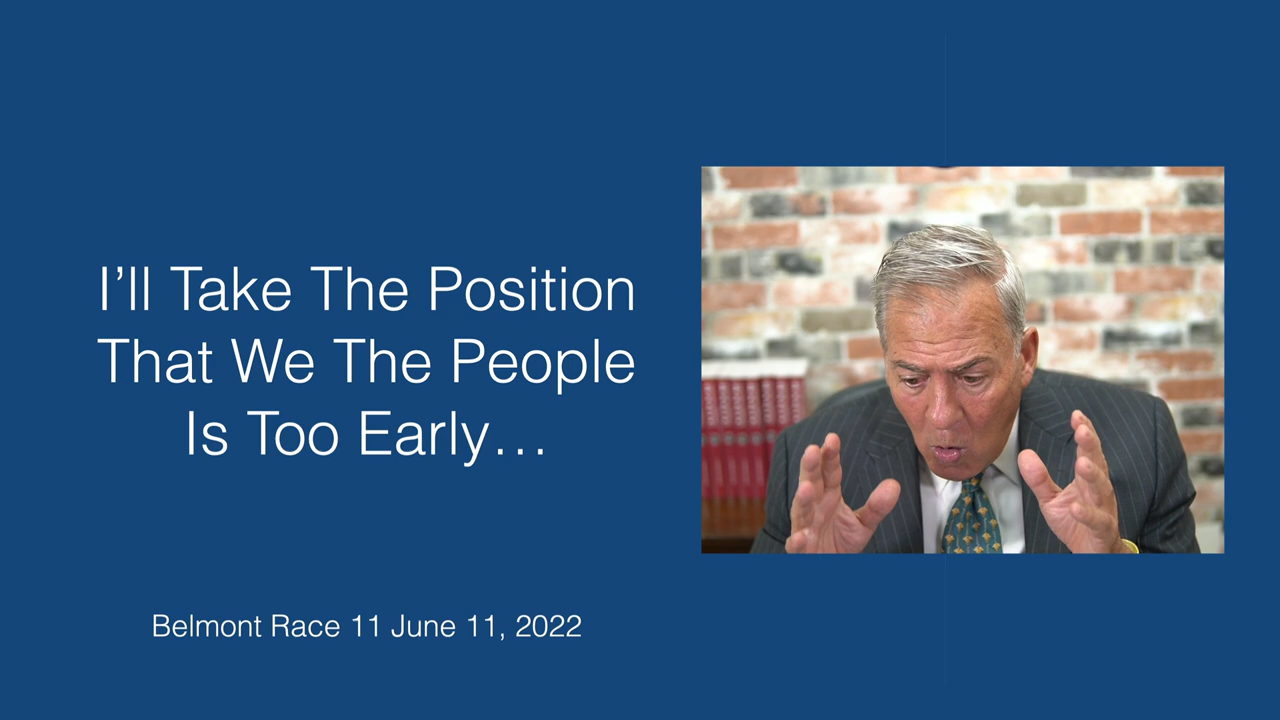 I’ll Take The Position
That We The People
Is Too Early…
Belmont Race 11 June 11, 2022